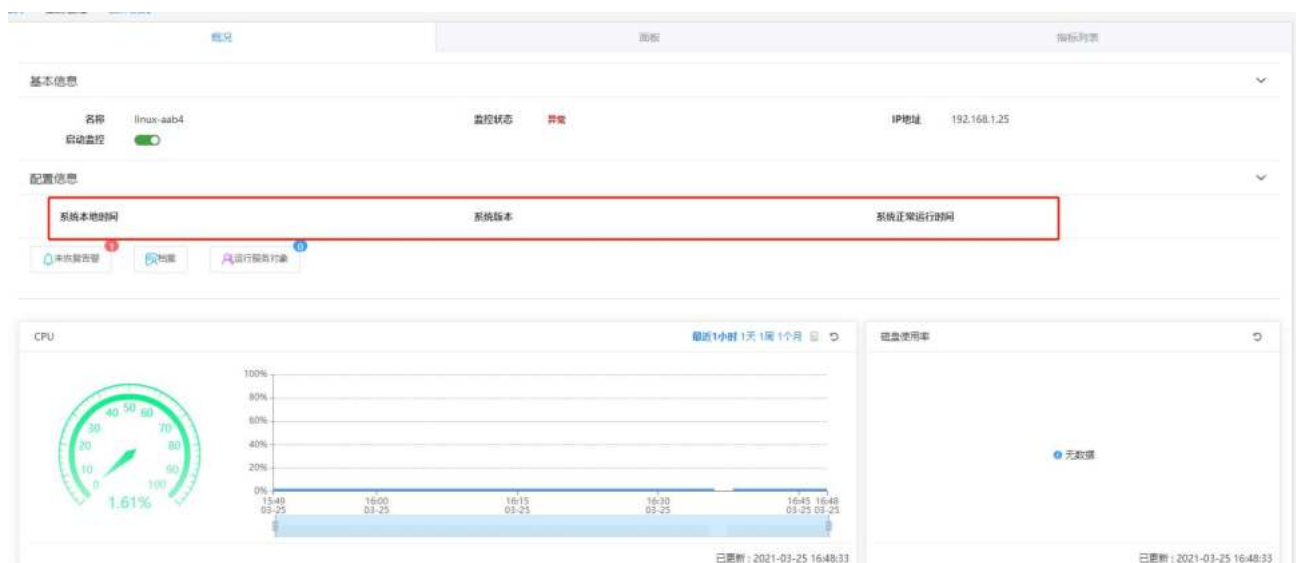 概况 面板 指标列表
基本信息
名称 linux-aab4 监控状态 异常 IP地址 192.168.1.25
启动监控
配置信息
系统本地时间 系统版本 系统正常运行时间
未恢复告警 1 档案 运行服务对象 0
CPU 最近1小时 1天 1周 1个月 磁盘使用率
100%
80%
60%
40%
20%
0%
0 10 20 30 40 50 60 70 80 90 100
1.61%
15:49 16:00 16:15 16:30 16:45 16:48
03-25 03-25 03-25 03-25 03-25 03-25
无数据
已更新：2021-03-25 16:48:33 已更新：2021-03-25 16:48:33